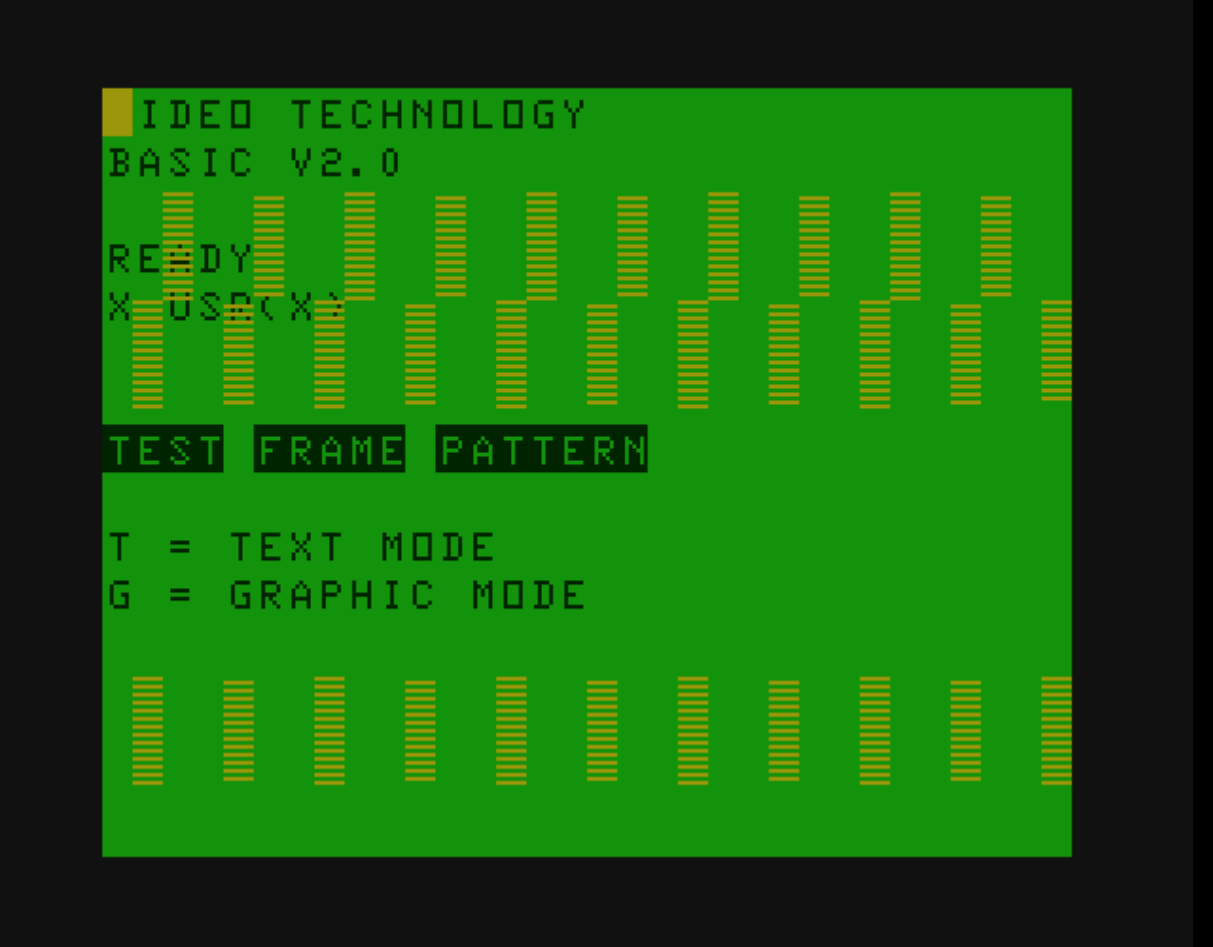 IDEO TECHNOLOGY
BASIC V2.0
READY
X USR(X)
TEST FRAME PATTERN
T = TEXT MODE
G = GRAPHIC MODE